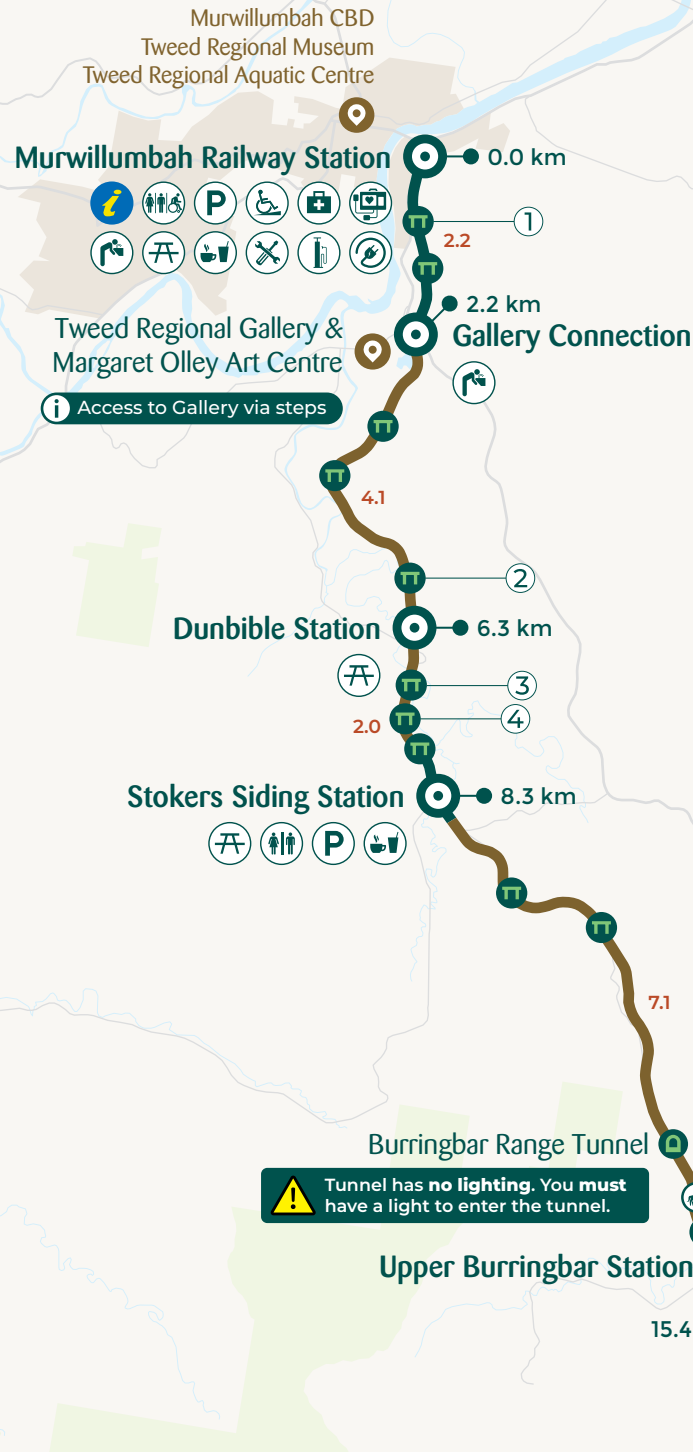 Murwillumbah CBD
Tweed Regional Museum
Tweed Regional Aquatic Centre
Murwillumbah Railway Station
0.0 km
i
P
1
2.2
2.2 km
Gallery Connection
Tweed Regional Gallery &
Margaret Olley Art Centre
i Access to Gallery via steps
4.1
2
Dunbible Station
6.3 km
3
2.0
4
Stokers Siding Station
8.3 km
P
7.1
Burringbar Range Tunnel
! Tunnel has no lighting. You must
have a light to enter the tunnel.
Upper Burringbar Station
15.4